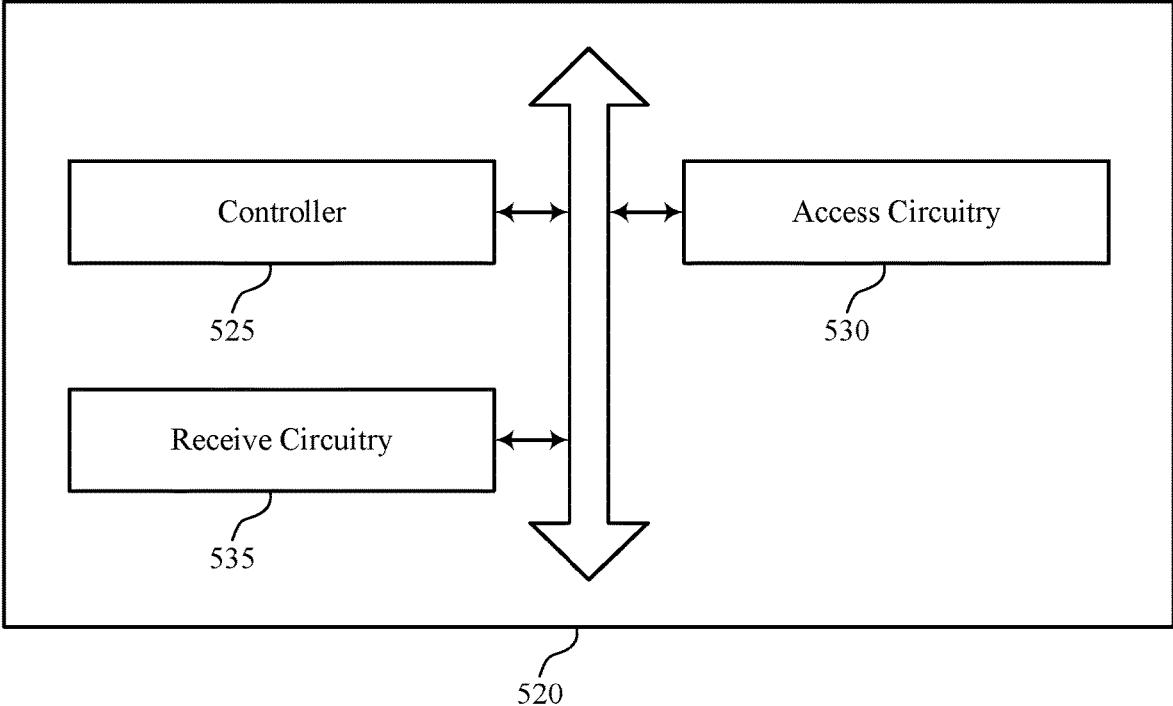 Controller
Access Circuitry
525
530
Receive Circuitry
535
520